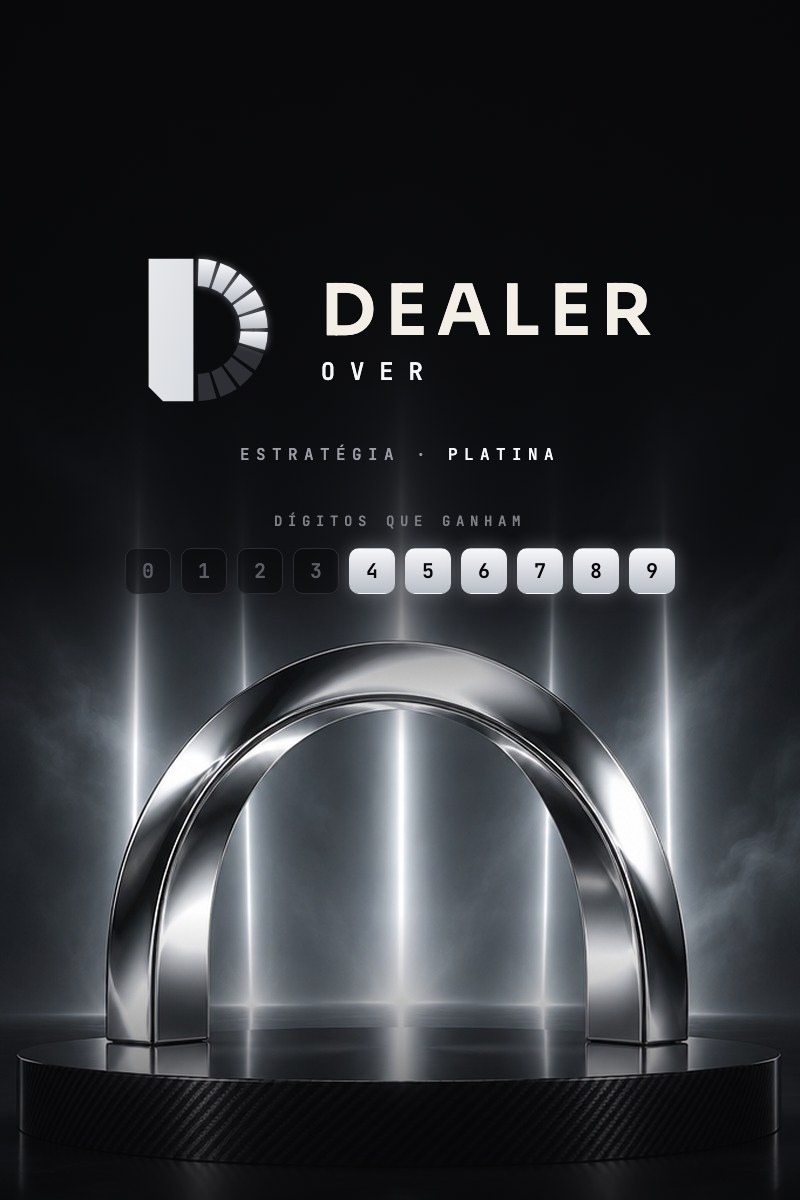 DEALER
OVER
ESTRATÉGIA · PLATINA
DÍGITOS QUE GANHAM
0 1 2 3 4 5 6 7 8 9